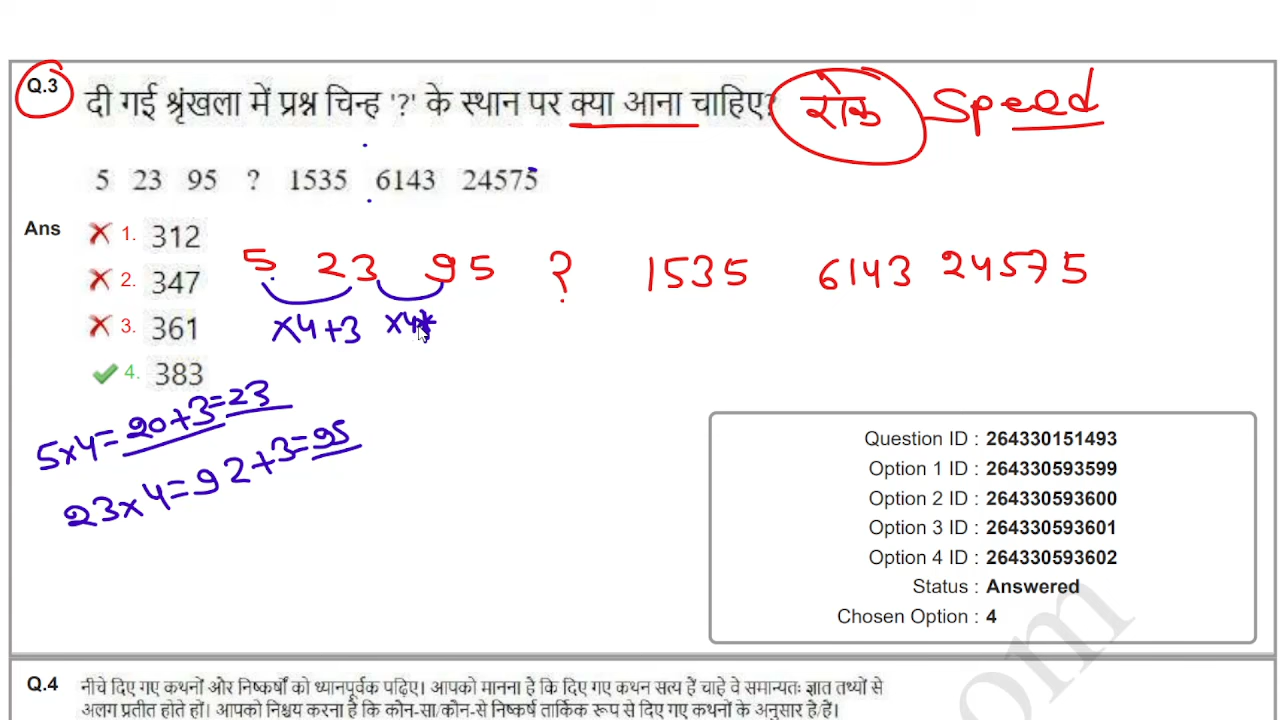 Q.3 दी गई श्रृंखला में प्रश्न चिन्ह '?' के स्थान पर क्या आना चाहिए? रोक Speed
5 23 95 ? 1535 6143 24575
Ans 1. 312
2. 347
3. 361
4. 383
5 23 95 ? 1535 6143 24575
×4+3 ×4+
5×4=20+3=23
23×4=92+3=95
Question ID : 264330151493
Option 1 ID : 264330593599
Option 2 ID : 264330593600
Option 3 ID : 264330593601
Option 4 ID : 264330593602
Status : Answered
Chosen Option : 4
om
Q.4 नीचे दिए गए कथनों और निष्कर्षों को ध्यानपूर्वक पढ़िए। आपको मानना है कि दिए गए कथन सत्य हैं चाहे वे समान्यतः ज्ञात तथ्यों से
अलग प्रतीत होते हों। आपको निश्चय करना है कि कौन-सा/कौन-से निष्कर्ष तार्किक रूप से दिए गए कथनों के अनुसार है/हैं।